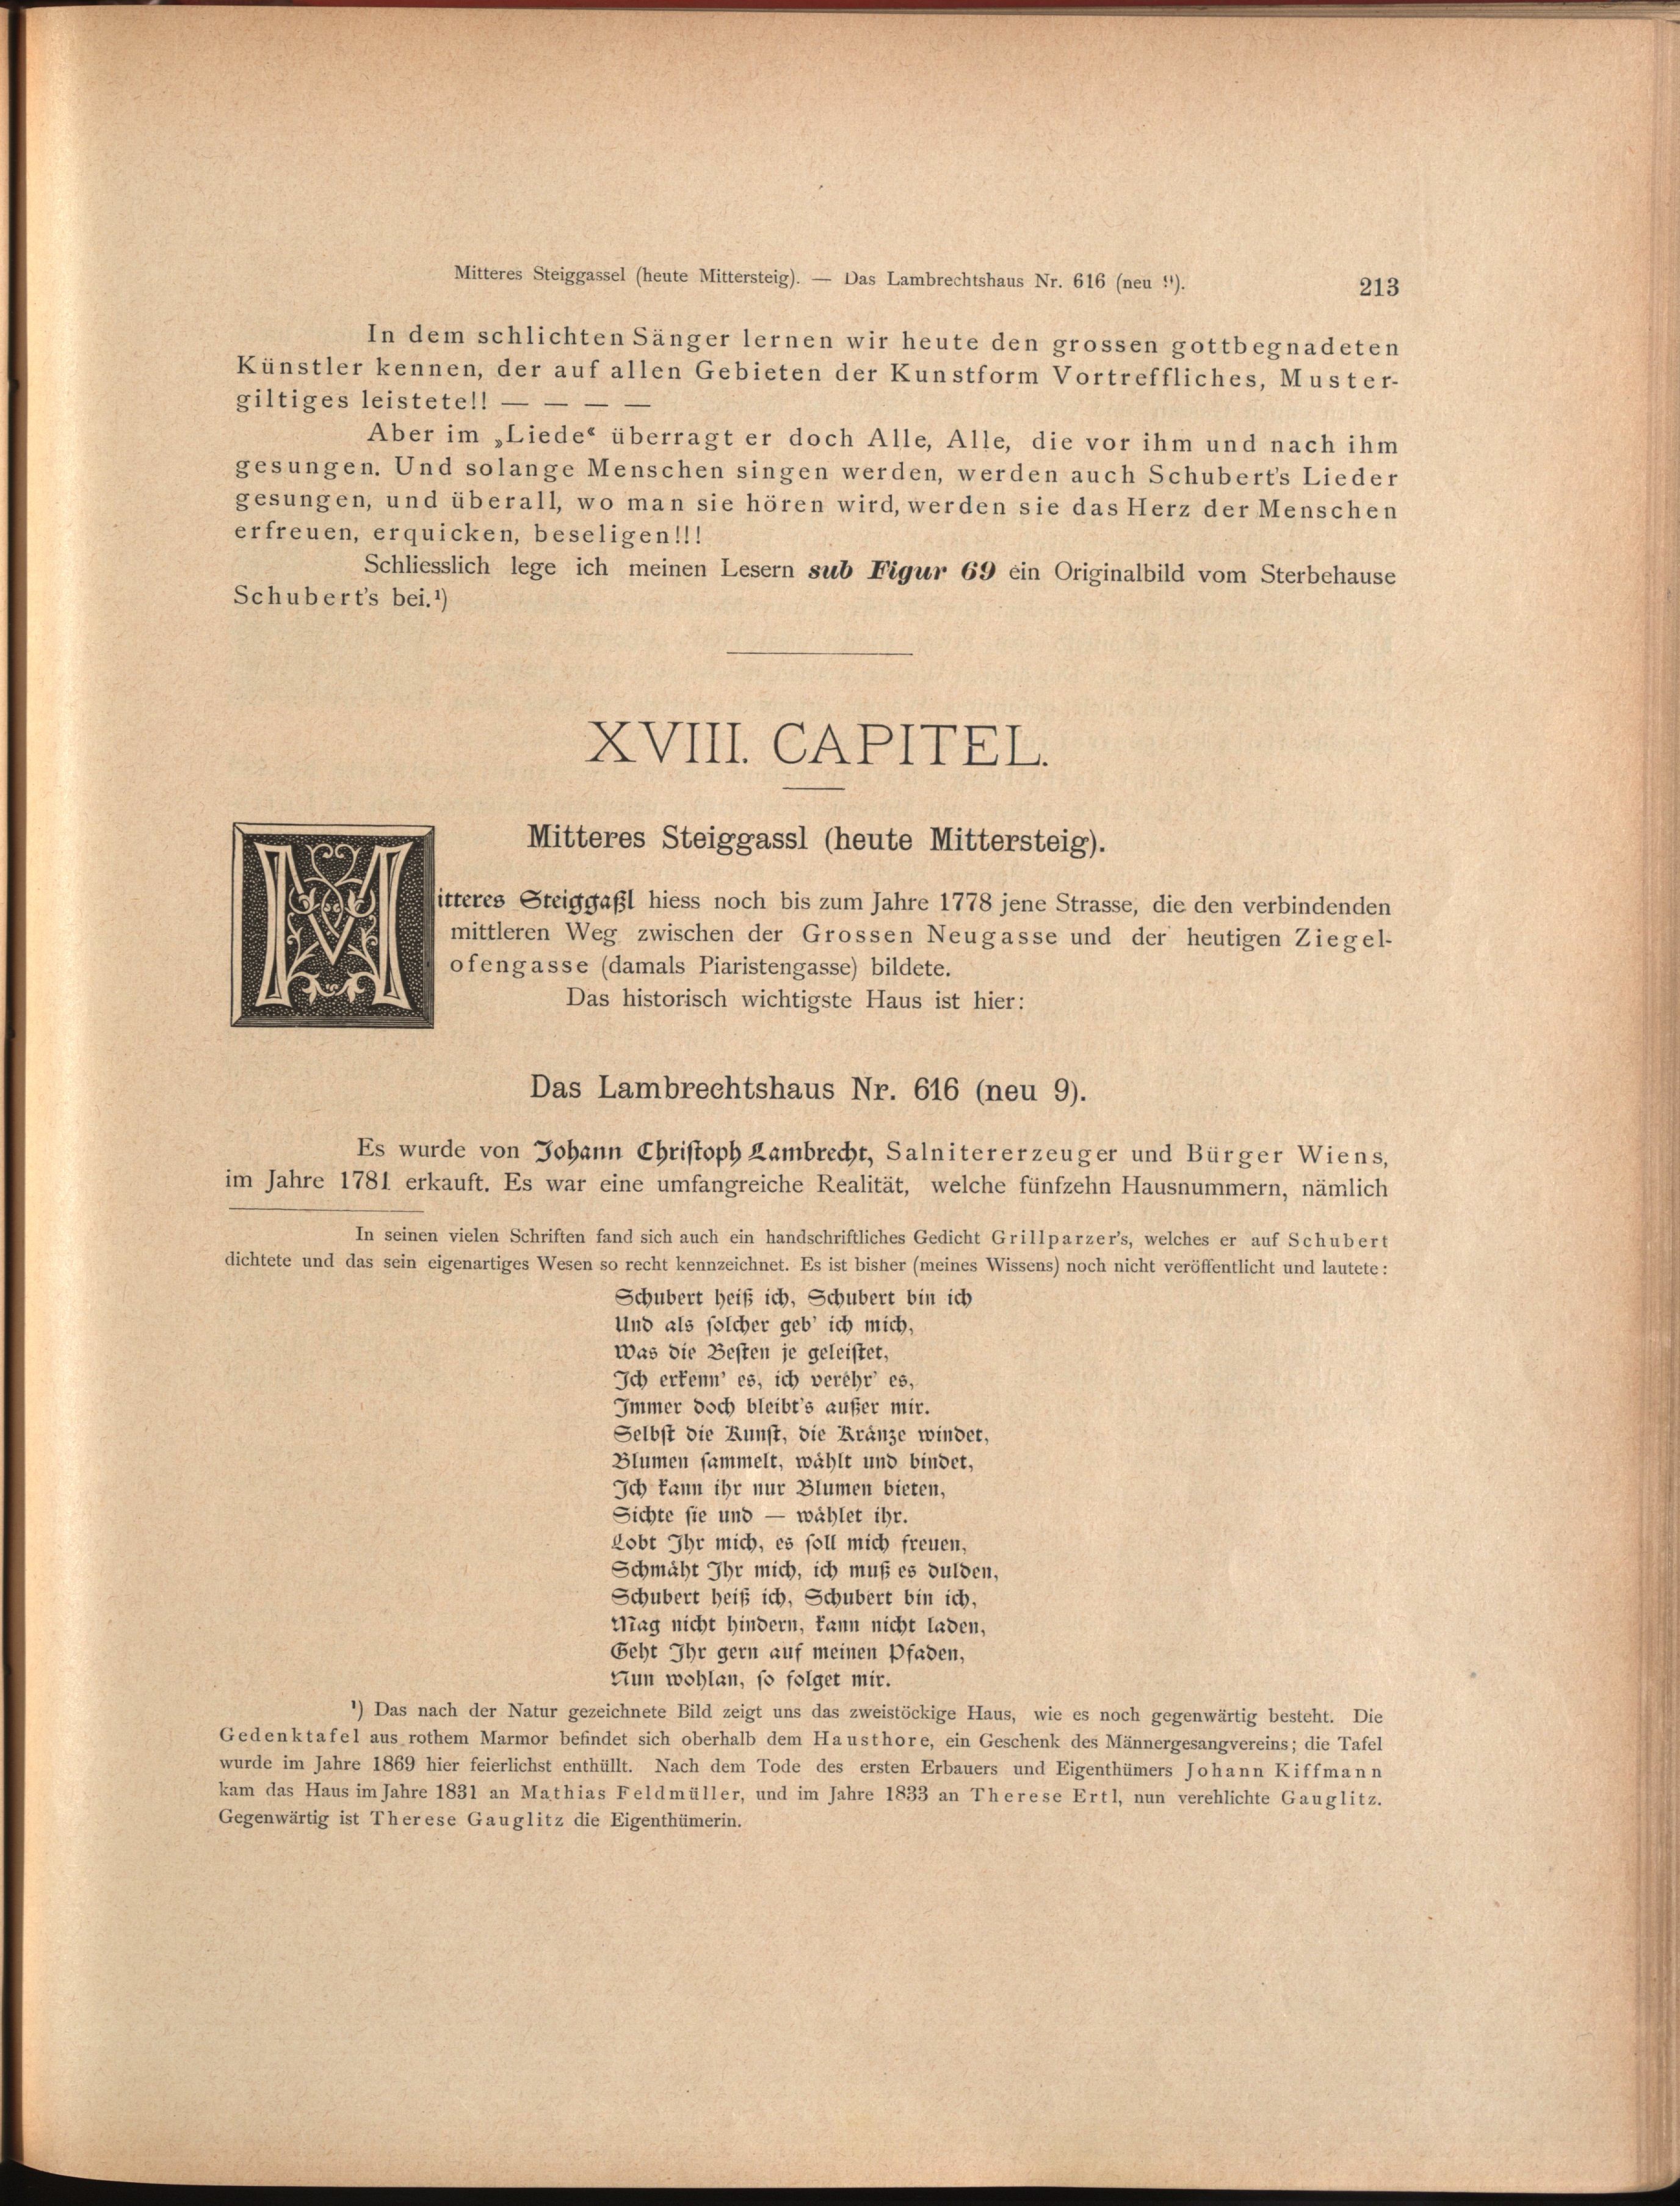 Mitteres Steiggassel (heute Mittersteig). — Das Lambrechtshaus Nr. 616 (neu 9).
213
In dem schlichten Sänger lernen wir heute den grossen gottbegnadeten
Künstler kennen, der auf allen Gebieten der Kunstform Vortreffliches, Muster-
giltiges leistete!! — — — —
Aber im „Liede“ überragt er doch Alle, Alle, die vor ihm und nach ihm
gesungen. Und solange Menschen singen werden, werden auch Schubert's Lieder
gesungen, und überall, wo man sie hören wird, werden sie das Herz der Menschen
erfreuen, erquicken, beseligen!!!
Schliesslich lege ich meinen Lesern sub Figur 69 ein Originalbild vom Sterbehause
Schubert's bei.¹)
XVIII. CAPITEL.
Mitteres Steiggassl (heute Mittersteig).
Mitteres Steiggaßl hiess noch bis zum Jahre 1778 jene Strasse, die den verbindenden
mittleren Weg zwischen der Grossen Neugasse und der heutigen Ziegel-
ofengasse (damals Piaristengasse) bildete.
Das historisch wichtigste Haus ist hier:
Das Lambrechtshaus Nr. 616 (neu 9).
Es wurde von Johann Christoph Lambrecht, Salnitererzeuger und Bürger Wiens,
im Jahre 1781 erkauft. Es war eine umfangreiche Realität, welche fünfzehn Hausnummern, nämlich
In seinen vielen Schriften fand sich auch ein handschriftliches Gedicht Grillparzer's, welches er auf Schubert
dichtete und das sein eigenartiges Wesen so recht kennzeichnet. Es ist bisher (meines Wissens) noch nicht veröffentlicht und lautete:
Schubert heiß ich, Schubert bin ich
Und als solcher geb' ich mich,
Was die Besten je geleistet,
Ich erkenn' es, ich verehr' es,
Immer doch bleibt's außer mir.
Selbst die Kunst, die Kränze windet,
Blumen sammelt, wählt und bindet,
Ich kann ihr nur Blumen bieten,
Sichte sie und — wählet ihr.
Lobt Ihr mich, es soll mich freuen,
Schmäht Ihr mich, ich muß es dulden,
Schubert heiß ich, Schubert bin ich,
Mag nicht hindern, kann nicht laden,
Geht Ihr gern auf meinen Pfaden,
Nun wohlan, so folget mir.
¹) Das nach der Natur gezeichnete Bild zeigt uns das zweistöckige Haus, wie es noch gegenwärtig besteht. Die
Gedenktafel aus rothem Marmor befindet sich oberhalb dem Hausthore, ein Geschenk des Männergesangvereins; die Tafel
wurde im Jahre 1869 hier feierlichst enthüllt. Nach dem Tode des ersten Erbauers und Eigenthümers Johann Kiffmann
kam das Haus im Jahre 1831 an Mathias Feldmüller, und im Jahre 1833 an Therese Ertl, nun verehlichte Gauglitz.
Gegenwärtig ist Therese Gauglitz die Eigenthümerin.